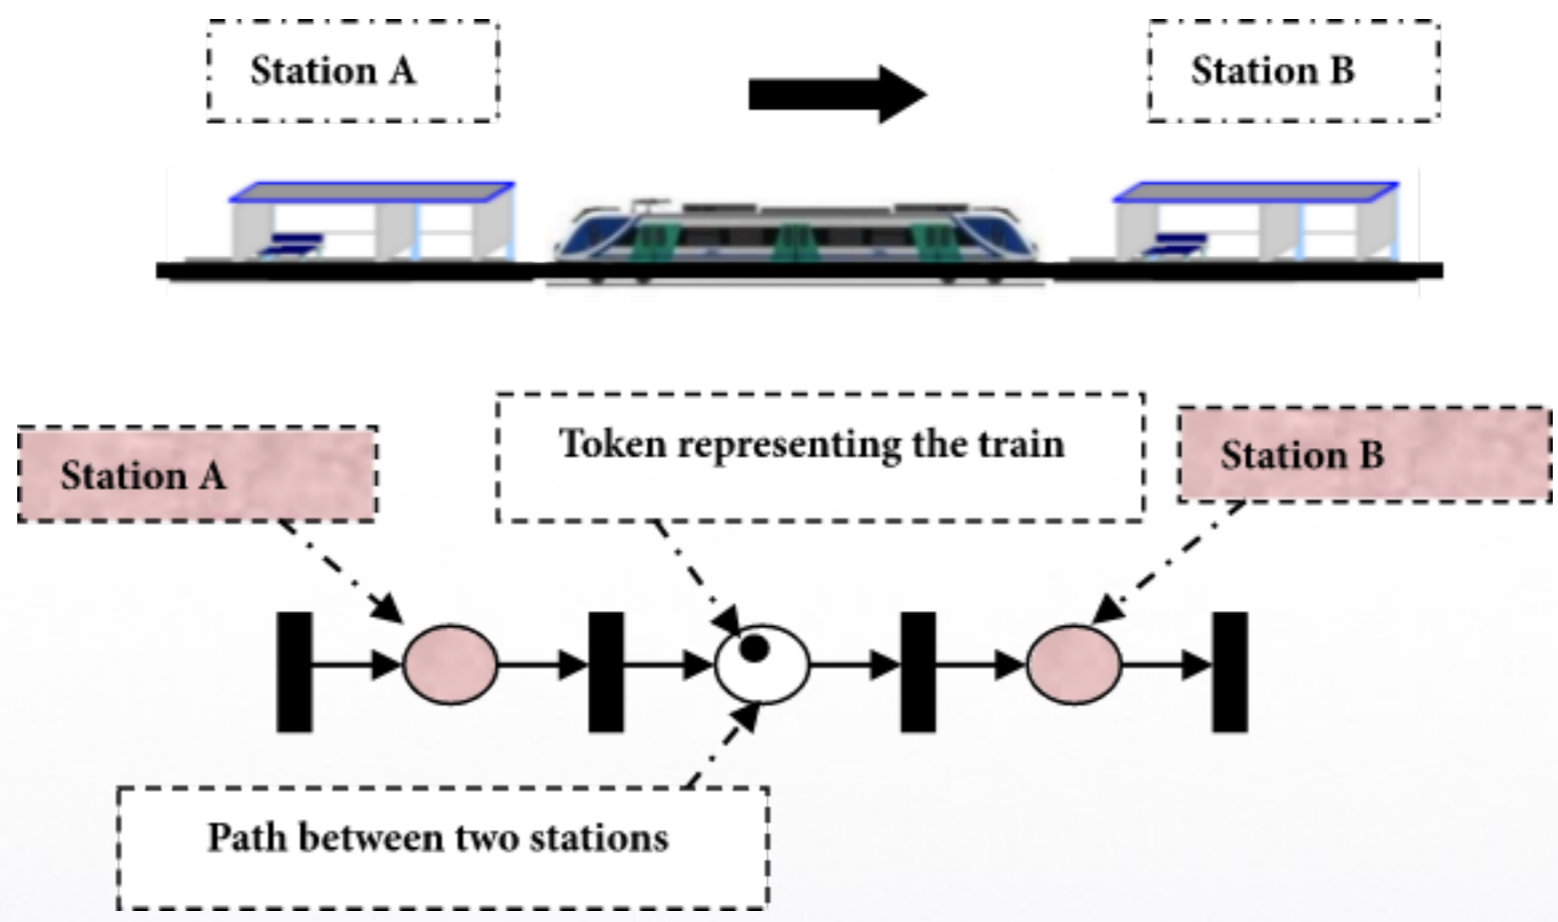 Station A
Station B
Token representing the train
Station B
Station A
Path between two stations